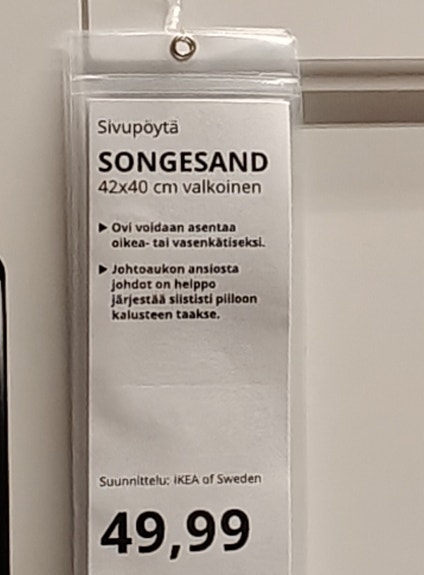 Sivupöytä
SONGESAND
42x40 cm valkoinen
▶ Ovi voidaan asentaa
oikea- tai vasenkätiseksi.
▶ Johtoaukon ansiosta
johdot on helppo
järjestää siististi piiloon
kalusteen taakse.
Suunnittelu: IKEA of Sweden
49,99